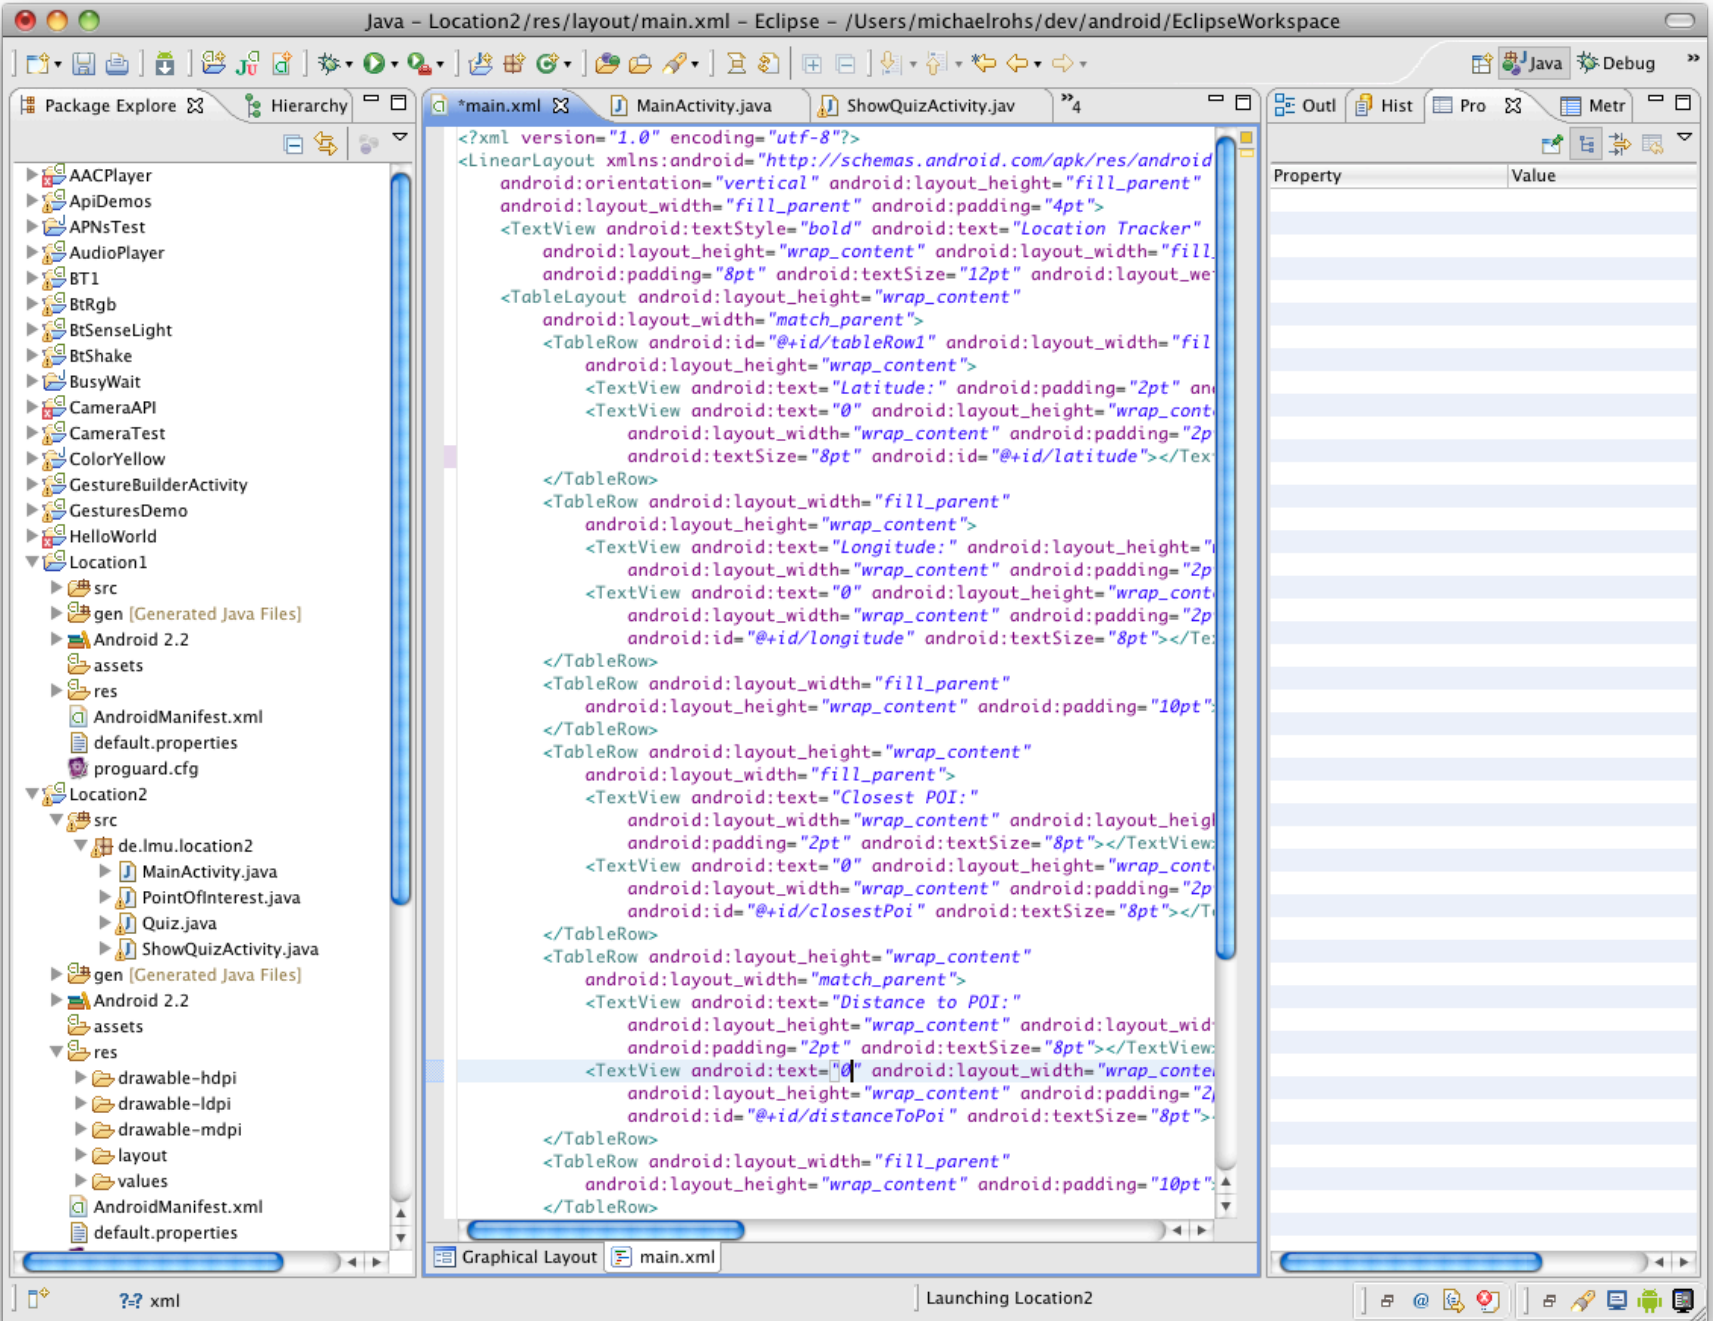 Java – Location2/res/layout/main.xml – Eclipse – /Users/michaelrohs/dev/android/EclipseWorkspace
Java
Debug
»
Package Explore
Hierarchy
*main.xml
MainActivity.java
ShowQuizActivity.jav
»4
Outl
Hist
Pro
Metr
AACPlayer
ApiDemos
APNsTest
AudioPlayer
BT1
BtRgb
BtSenseLight
BtShake
BusyWait
CameraAPI
CameraTest
ColorYellow
GestureBuilderActivity
GesturesDemo
HelloWorld
Location1
src
gen [Generated Java Files]
Android 2.2
assets
res
AndroidManifest.xml
default.properties
proguard.cfg
Location2
src
de.lmu.location2
MainActivity.java
PointOfInterest.java
Quiz.java
ShowQuizActivity.java
gen [Generated Java Files]
Android 2.2
assets
res
drawable-hdpi
drawable-ldpi
drawable-mdpi
layout
values
AndroidManifest.xml
default.properties
<?xml version="1.0" encoding="utf-8"?>
<LinearLayout xmlns:android="http://schemas.android.com/apk/res/android
android:orientation="vertical" android:layout_height="fill_parent"
android:layout_width="fill_parent" android:padding="4pt">
<TextView android:textStyle="bold" android:text="Location Tracker"
android:layout_height="wrap_content" android:layout_width="fill_
android:padding="8pt" android:textSize="12pt" android:layout_we
<TableLayout android:layout_height="wrap_content"
android:layout_width="match_parent">
<TableRow android:id="@+id/tableRow1" android:layout_width="fil
android:layout_height="wrap_content">
<TextView android:text="Latitude:" android:padding="2pt" an
<TextView android:text="0" android:layout_height="wrap_cont
android:layout_width="wrap_content" android:padding="2p
android:textSize="8pt" android:id="@+id/latitude"></Tex
</TableRow>
<TableRow android:layout_width="fill_parent"
android:layout_height="wrap_content">
<TextView android:text="Longitude:" android:layout_height="
android:layout_width="wrap_content" android:padding="2p
<TextView android:text="0" android:layout_height="wrap_cont
android:layout_width="wrap_content" android:padding="2p
android:id="@+id/longitude" android:textSize="8pt"></Te
</TableRow>
<TableRow android:layout_width="fill_parent"
android:layout_height="wrap_content" android:padding="10pt"
</TableRow>
<TableRow android:layout_height="wrap_content"
android:layout_width="fill_parent">
<TextView android:text="Closest POI:"
android:layout_width="wrap_content" android:layout_heig
android:padding="2pt" android:textSize="8pt"></TextView
<TextView android:text="0" android:layout_height="wrap_cont
android:layout_width="wrap_content" android:padding="2p
android:id="@+id/closestPoi" android:textSize="8pt"></T
</TableRow>
<TableRow android:layout_height="wrap_content"
android:layout_width="match_parent">
<TextView android:text="Distance to POI:"
android:layout_height="wrap_content" android:layout_wid
android:padding="2pt" android:textSize="8pt"></TextView
<TextView android:text="0" android:layout_width="wrap_conte
android:layout_height="wrap_content" android:padding="2
android:id="@+id/distanceToPoi" android:textSize="8pt">
</TableRow>
<TableRow android:layout_width="fill_parent"
android:layout_height="wrap_content" android:padding="10pt"
</TableRow>
Graphical Layout
main.xml
Property
Value
?=? xml
Launching Location2